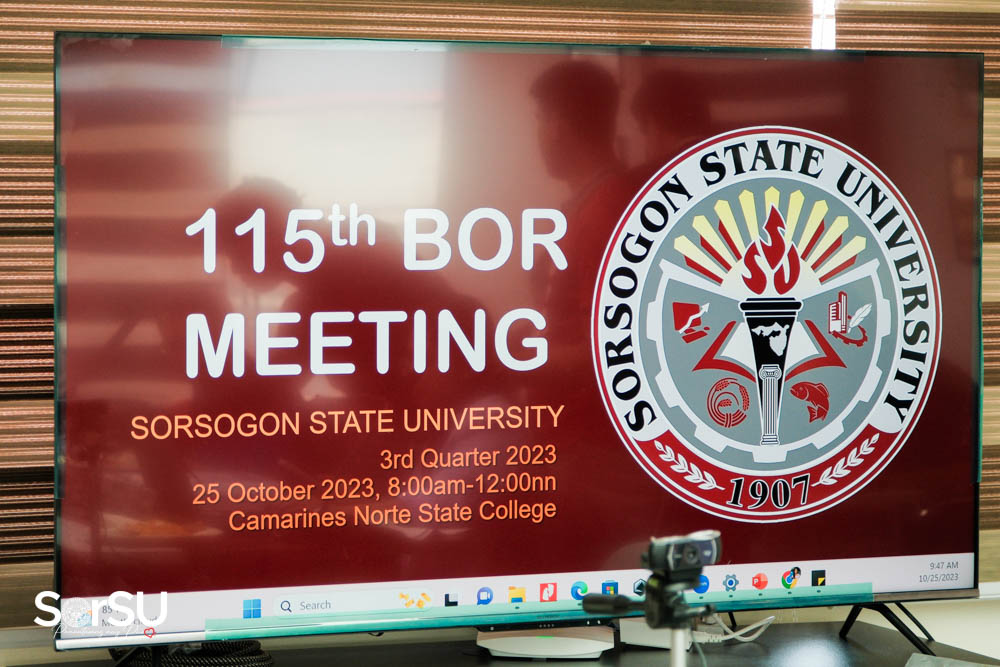 115th BOR
MEETING
SORSOGON STATE UNIVERSITY
3rd Quarter 2023
25 October 2023, 8:00am-12:00nn
Camarines Norte State College
SORSOGON STATE UNIVERSITY
SU
1907
Search
9:47 AM
10/25/2023
SorSU